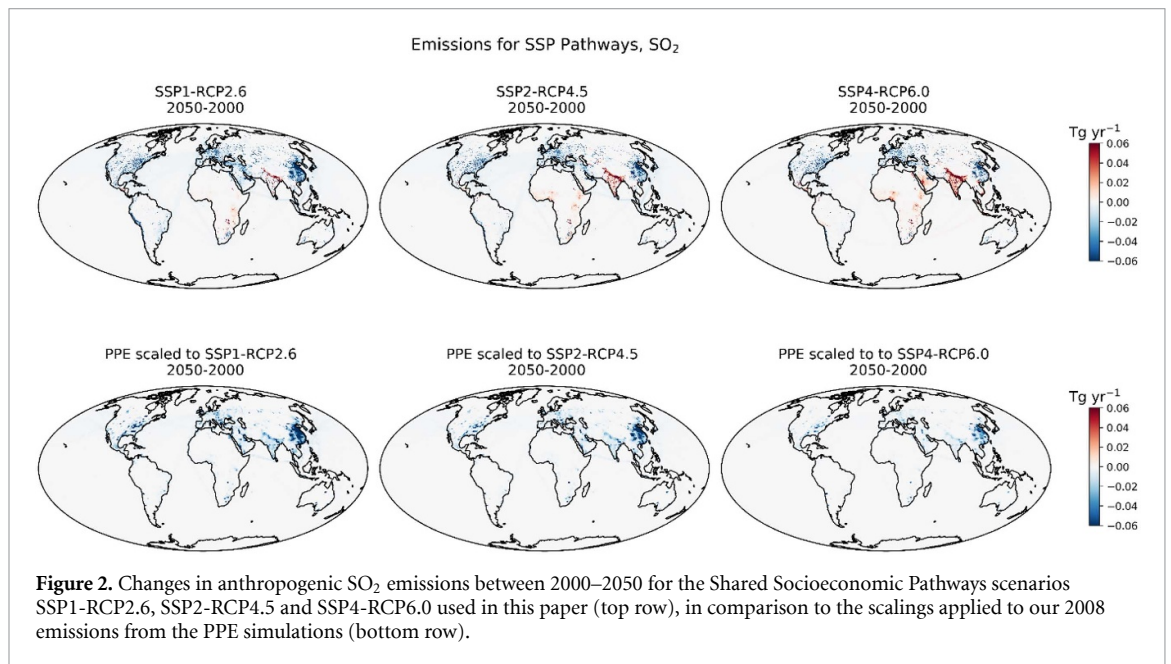 Emissions for SSP Pathways, SO₂
SSP1-RCP2.6
2050-2000
SSP2-RCP4.5
2050-2000
SSP4-RCP6.0
2050-2000
Tg yr⁻¹
0.06
0.04
0.02
0.00
−0.02
−0.04
−0.06
PPE scaled to SSP1-RCP2.6
2050-2000
PPE scaled to SSP2-RCP4.5
2050-2000
PPE scaled to to SSP4-RCP6.0
2050-2000
Tg yr⁻¹
0.06
0.04
0.02
0.00
−0.02
−0.04
−0.06
Figure 2. Changes in anthropogenic SO₂ emissions between 2000–2050 for the Shared Socioeconomic Pathways scenarios
SSP1-RCP2.6, SSP2-RCP4.5 and SSP4-RCP6.0 used in this paper (top row), in comparison to the scalings applied to our 2008
emissions from the PPE simulations (bottom row).